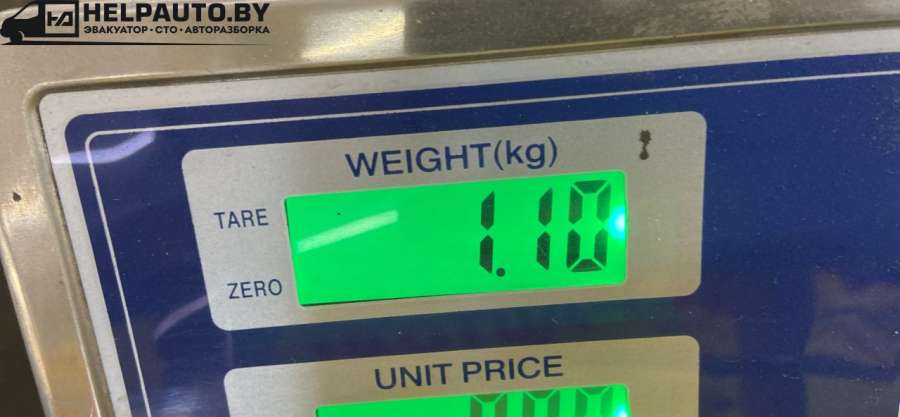 HELPAUTO.BY
ЭВАКУАТОР · СТО · АВТОРАЗБОРКА
WEIGHT(kg)
TARE
1.10
ZERO
UNIT PRICE